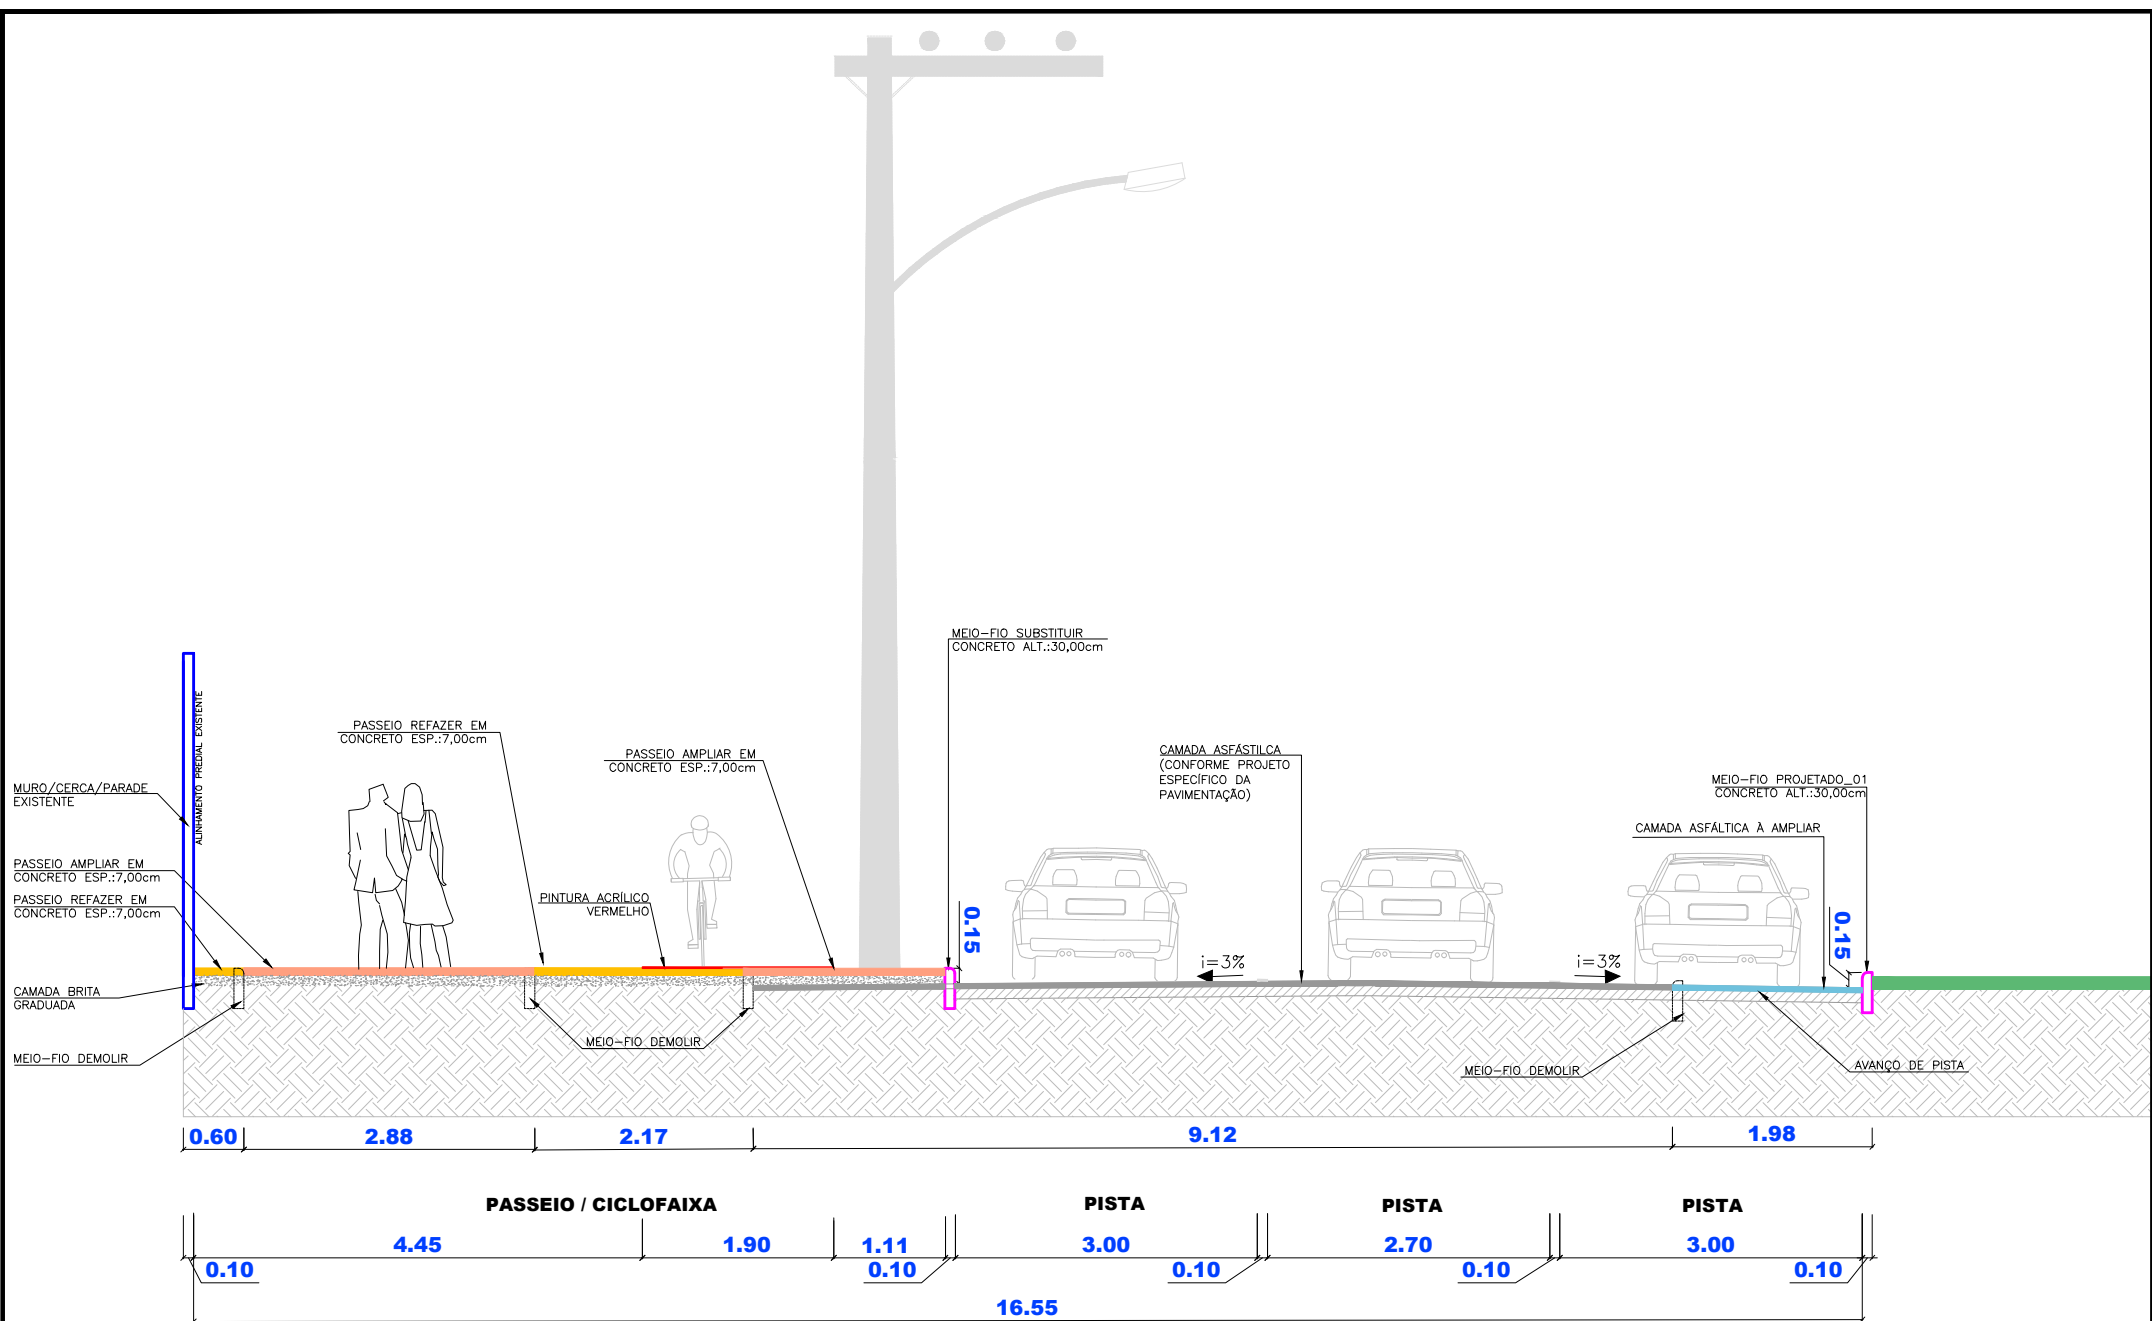 MEIO-FIO SUBSTITUIR
CONCRETO ALT.:30,00cm
ALINHAMENTO PREDIAL EXISTENTE
PASSEIO REFAZER EM
CONCRETO ESP.:7,00cm
PASSEIO AMPLIAR EM
CONCRETO ESP.:7,00cm
CAMADA ASFÁSTILCA
(CONFORME PROJETO
ESPECÍFICO DA
PAVIMENTAÇÃO)
MEIO-FIO PROJETADO_01
CONCRETO ALT.:30,00cm
MURO/CERCA/PARADE
EXISTENTE
CAMADA ASFÁLTICA À AMPLIAR
PASSEIO AMPLIAR EM
CONCRETO ESP.:7,00cm
PASSEIO REFAZER EM
CONCRETO ESP.:7,00cm
PINTURA ACRÍLICO
VERMELHO
0.15
0.15
i=3%
i=3%
CAMADA BRITA
GRADUADA
MEIO-FIO DEMOLIR
MEIO-FIO DEMOLIR
MEIO-FIO DEMOLIR
AVANÇO DE PISTA
0.60 2.88 2.17 9.12 1.98
PASSEIO / CICLOFAIXA PISTA PISTA PISTA
4.45 1.90 1.11 3.00 2.70 3.00
0.10 0.10 0.10 0.10 0.10
16.55